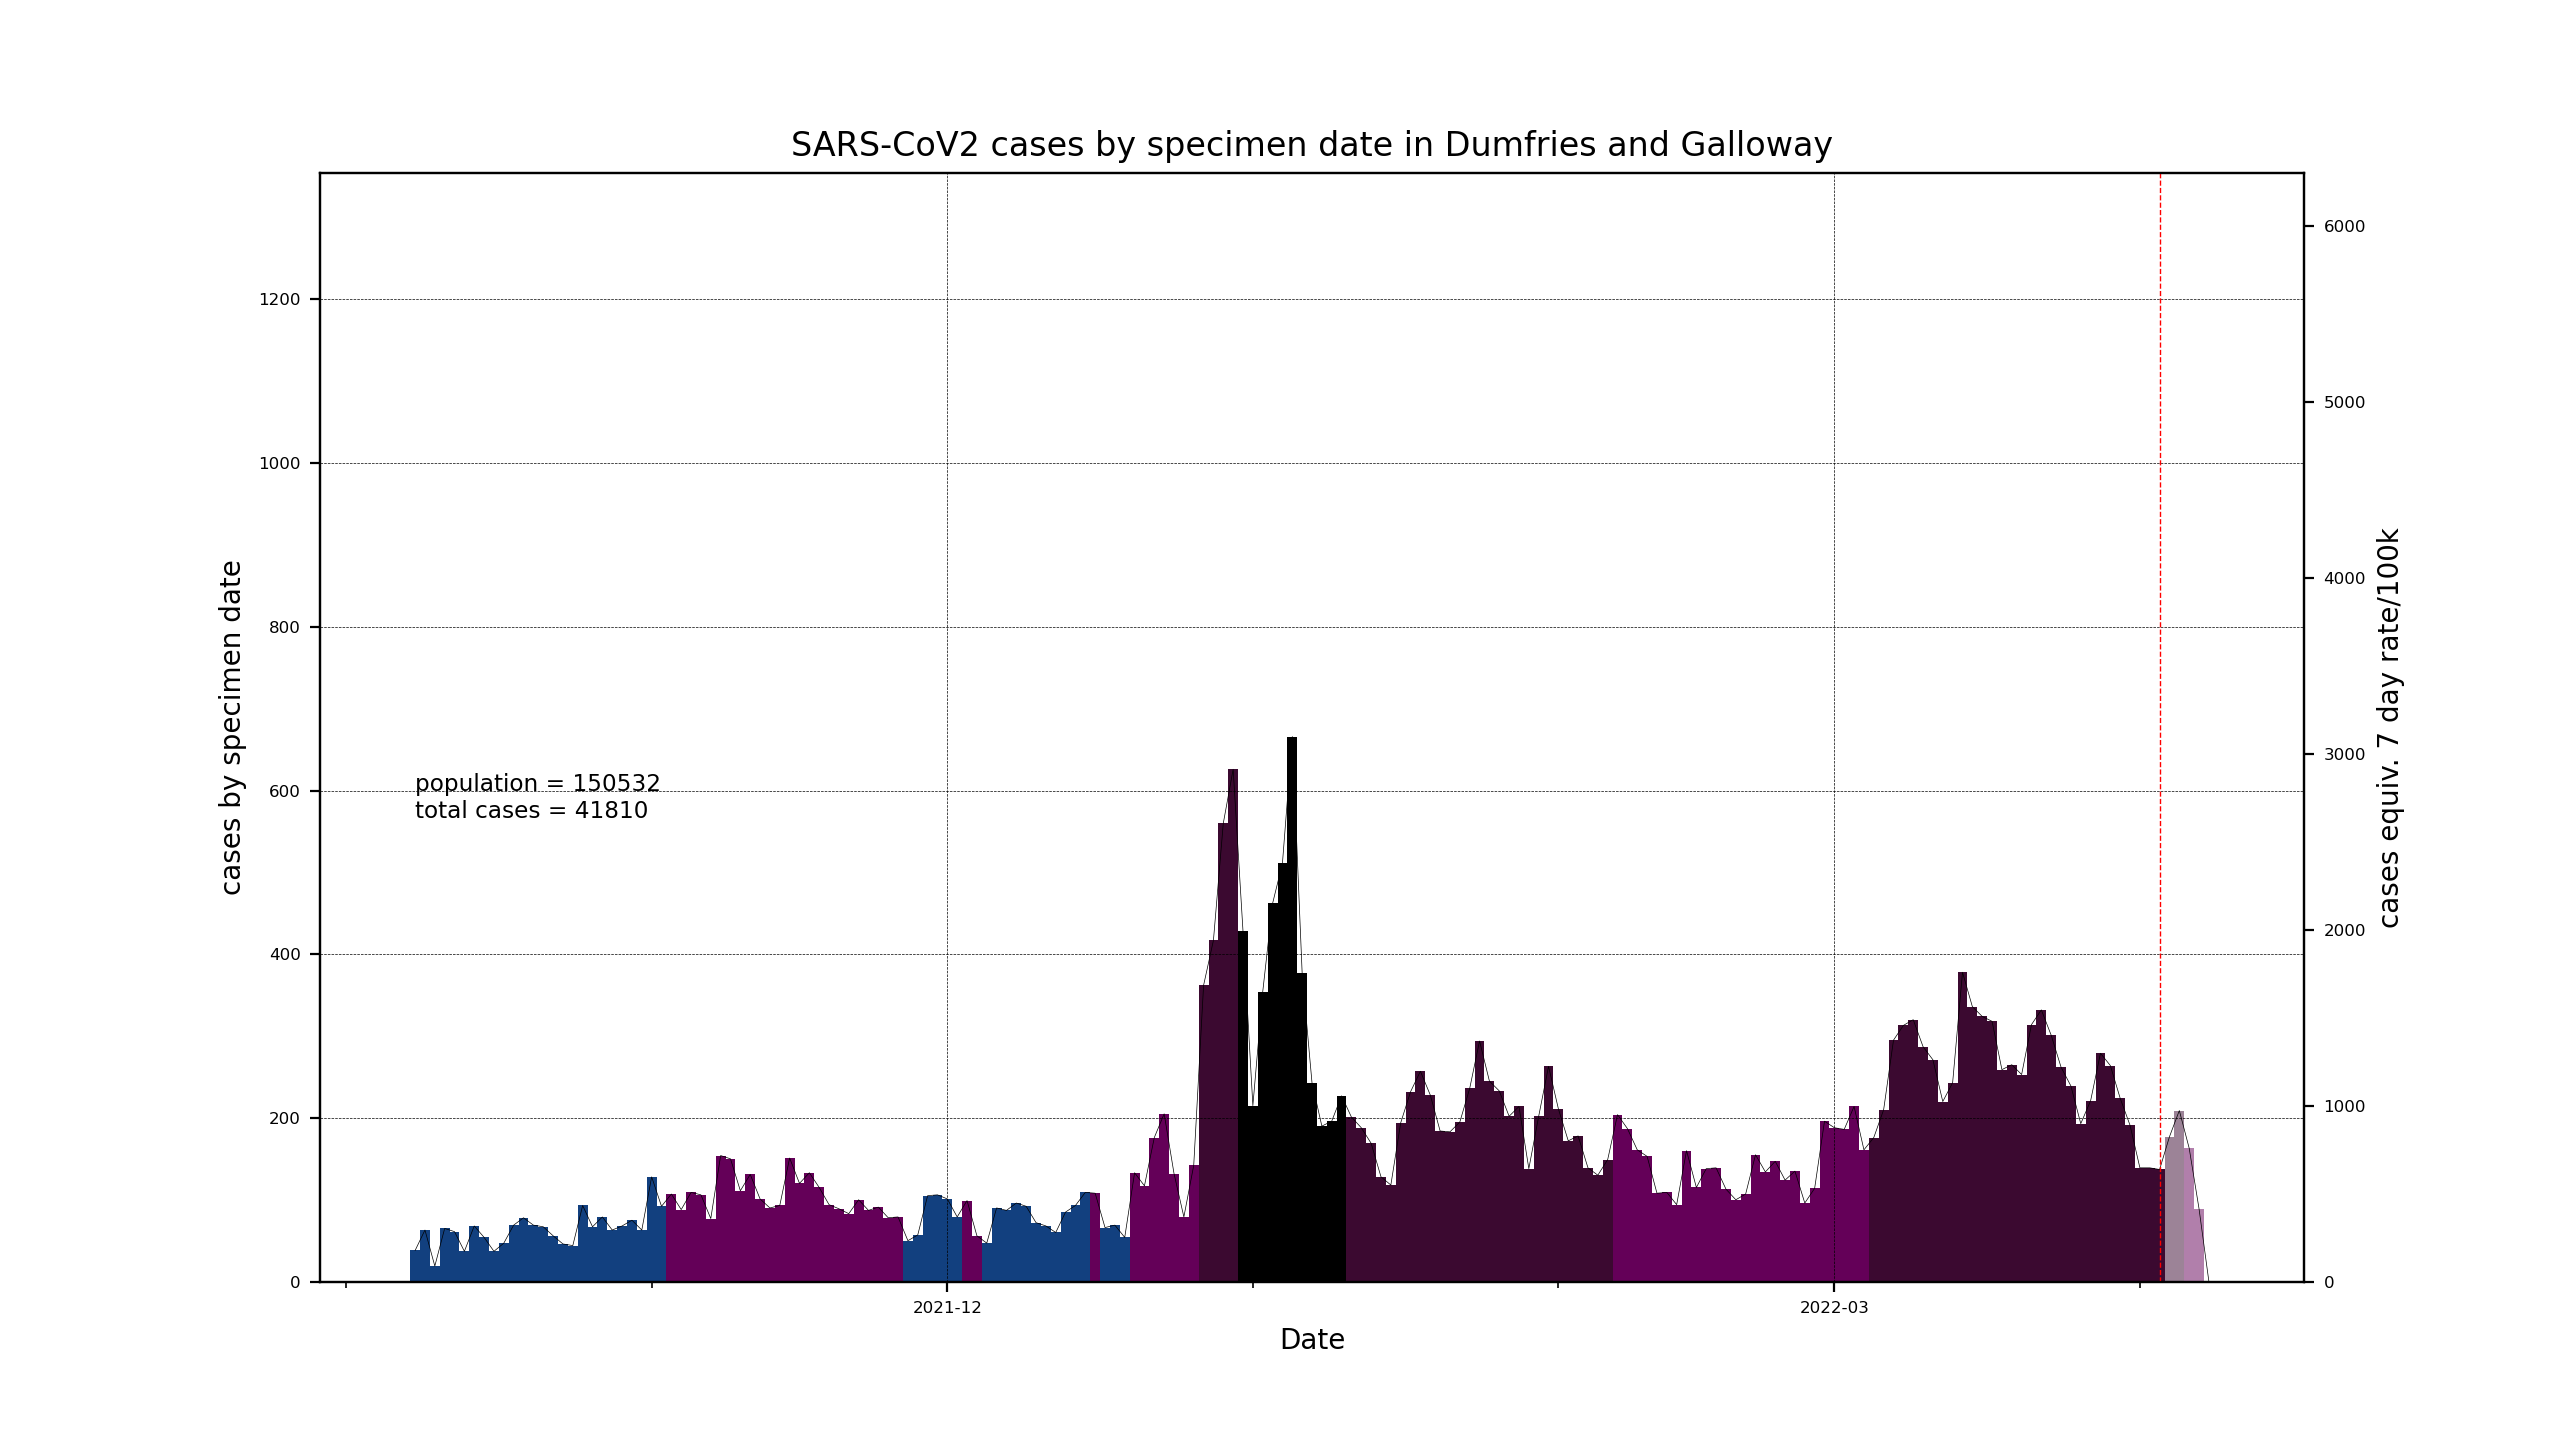 SARS-CoV2 cases by specimen date in Dumfries and Galloway
cases by specimen date
1200
1000
800
600
400
200
0
population = 150532
total cases = 41810
6000
5000
4000
3000
2000
1000
0
cases equiv. 7 day rate/100k
2021-12
2022-03
Date